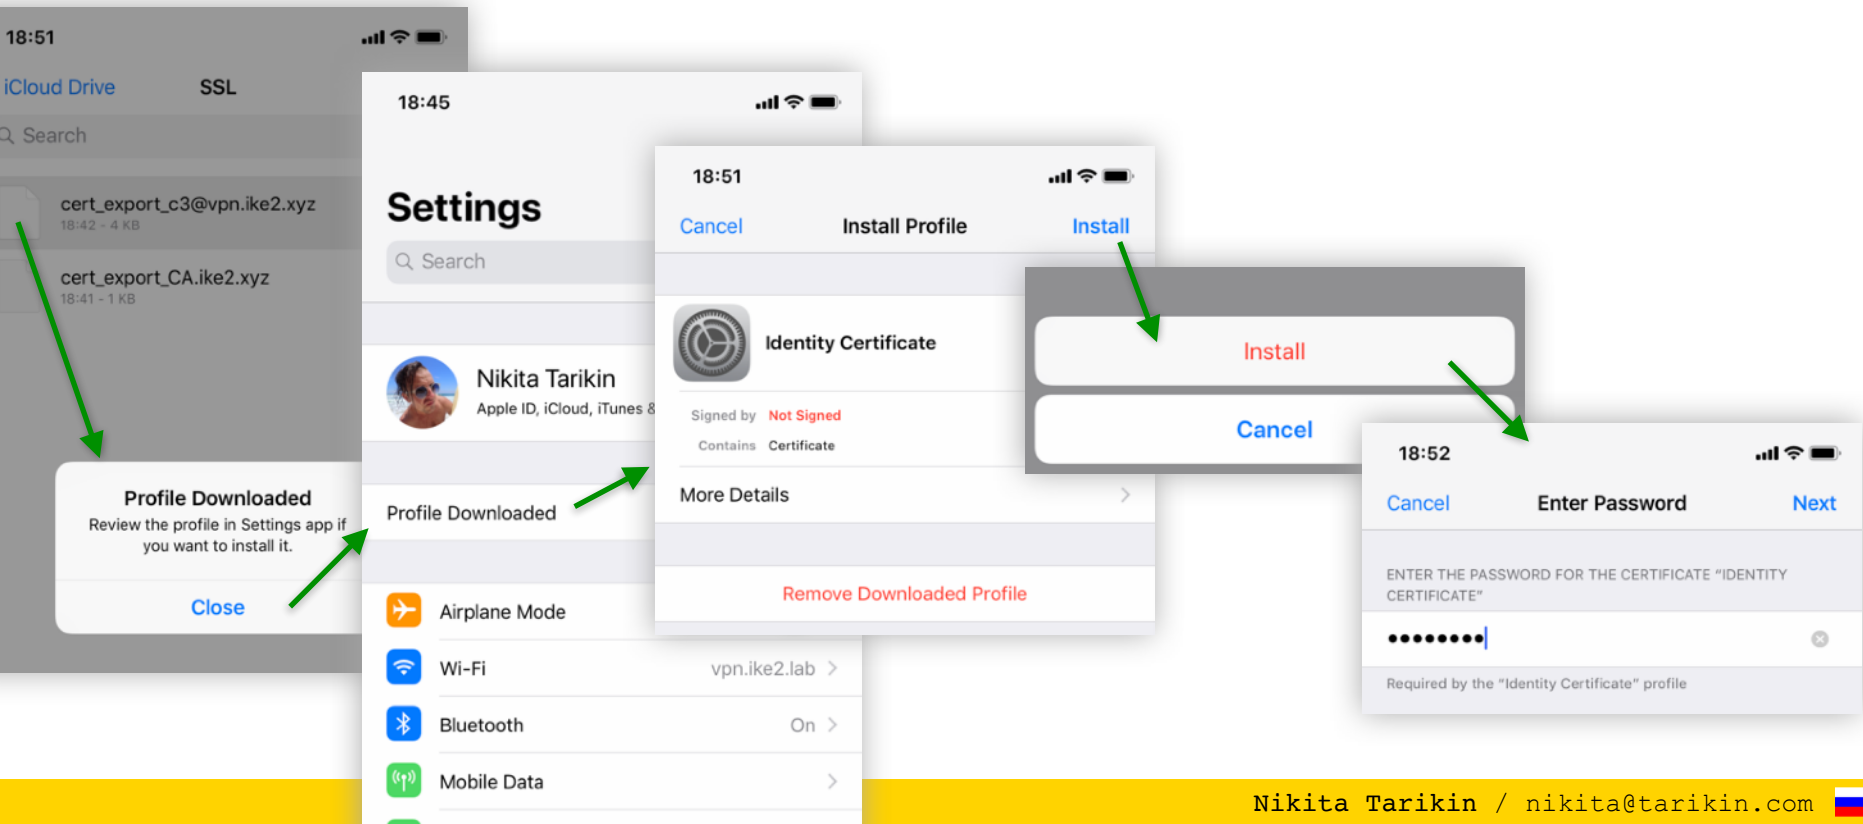 18:51
iCloud Drive
SSL
Search
cert_export_c3@vpn.ike2.xyz
18:42 - 4 KB
cert_export_CA.ike2.xyz
18:41 - 1 KB
Profile Downloaded
Review the profile in Settings app if
you want to install it.
Close
18:45
Settings
Search
Nikita Tarikin
Apple ID, iCloud, iTunes &
Profile Downloaded
Airplane Mode
Wi-Fi
vpn.ike2.lab
Bluetooth
On
Mobile Data
18:51
Cancel
Install Profile
Install
Identity Certificate
Signed by Not Signed
Contains Certificate
More Details
Remove Downloaded Profile
Install
Cancel
18:52
Cancel
Enter Password
Next
ENTER THE PASSWORD FOR THE CERTIFICATE “IDENTITY
CERTIFICATE”
Required by the “Identity Certificate” profile
Nikita Tarikin / nikita@tarikin.com